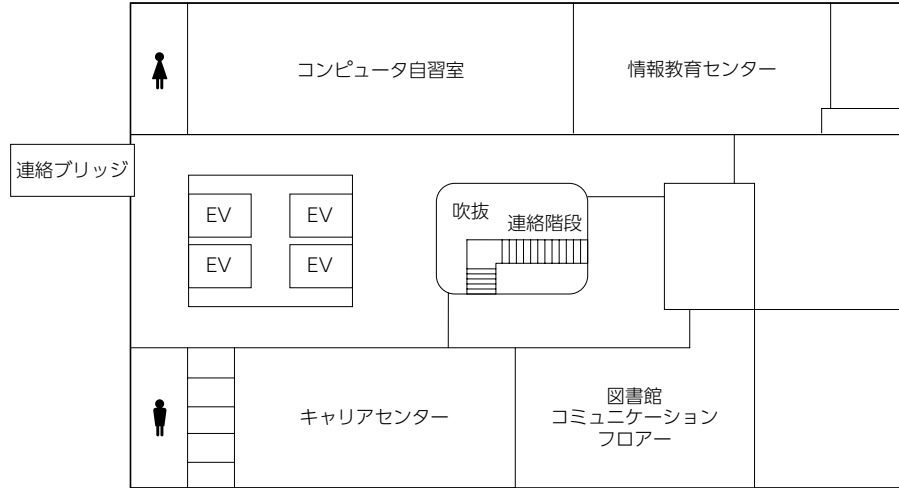 コンピュータ自習室
情報教育センター
連絡ブリッジ
EV
EV
EV
EV
吹抜
連絡階段
キャリアセンター
図書館
コミュニケーション
フロアー